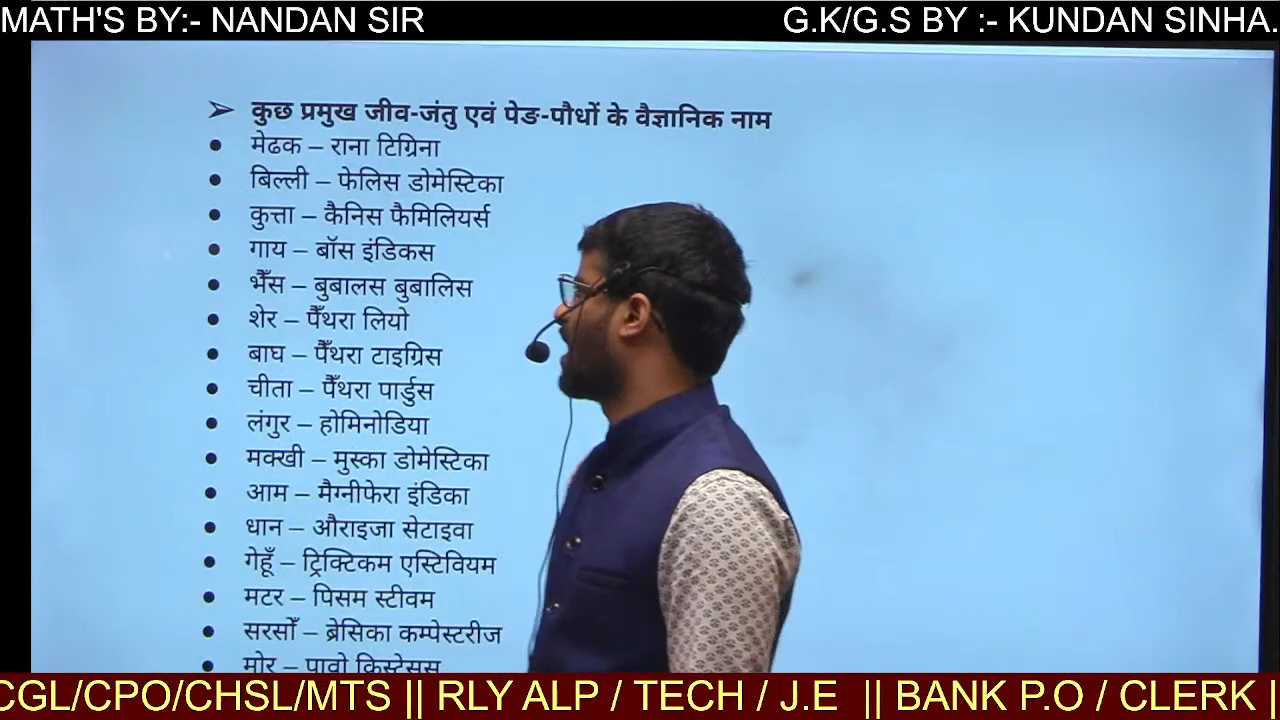 MATH'S BY:- NANDAN SIR
G.K/G.S BY :- KUNDAN SINHA.
➢ कुछ प्रमुख जीव-जंतु एवं पेङ-पौधों के वैज्ञानिक नाम
• मेढक – राना टिग्रिना
• बिल्ली – फेलिस डोमेस्टिका
• कुत्ता – कैनिस फैमिलियर्स
• गाय – बॉस इंडिकस
• भैँस – बुबालस बुबालिस
• शेर – पैँथरा लियो
• बाघ – पैँथरा टाइग्रिस
• चीता – पैँथरा पार्डुस
• लंगुर – होमिनोडिया
• मक्खी – मुस्का डोमेस्टिका
• आम – मैग्नीफेरा इंडिका
• धान – औराइजा सेटाइवा
• गेहूँ – ट्रिक्टिकम एस्टिवियम
• मटर – पिसम स्टीवम
• सरसोँ – ब्रेसिका कम्पेस्टरीज
• मोर – पावो क्रिस्टेसस
CGL/CPO/CHSL/MTS || RLY ALP / TECH / J.E || BANK P.O / CLERK |